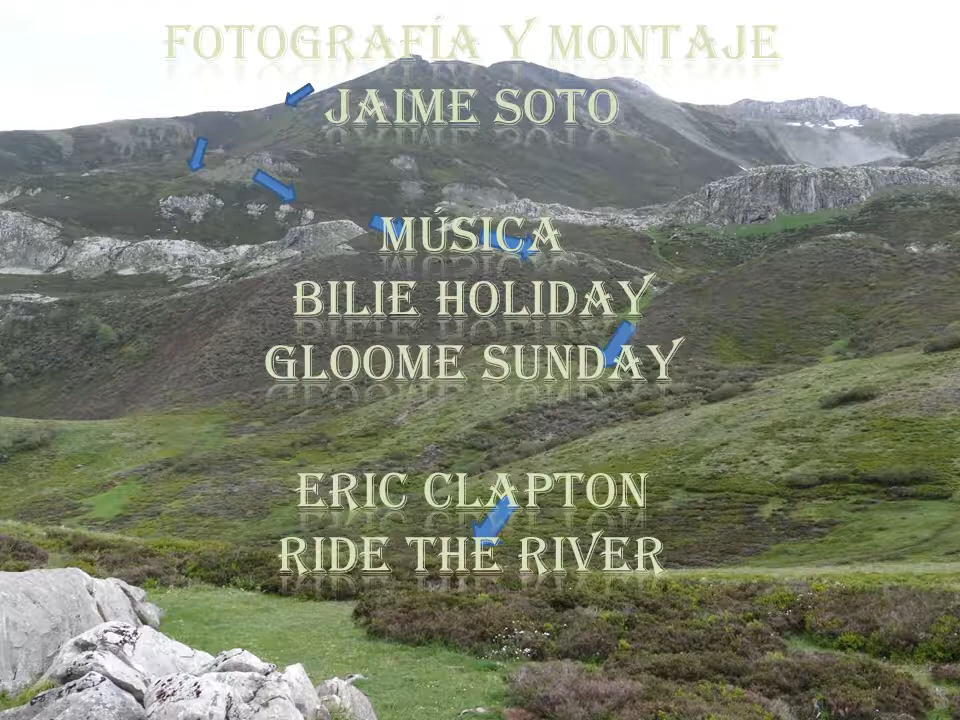 FOTOGRAFÍA Y MONTAJE
JAIME SOTO
MÚSICA
BILIE HOLIDAY
GLOOME SUNDAY
ERIC CLAPTON
RIDE THE RIVER